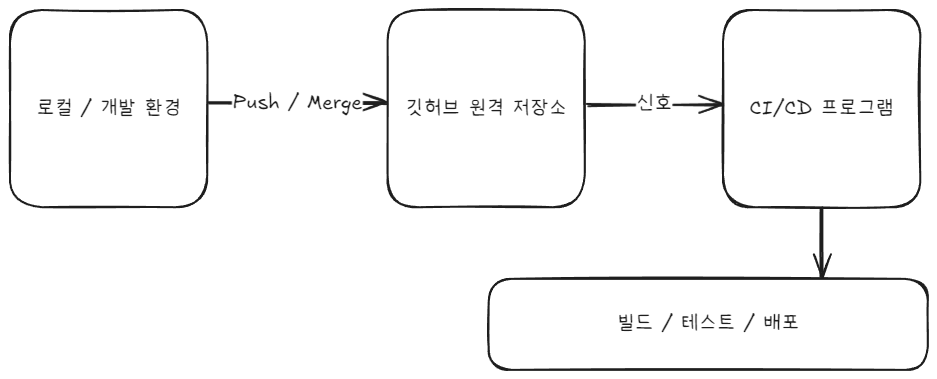 로컬 / 개발 환경
Push / Merge
깃허브 원격 저장소
신호
CI/CD 프로그램
빌드 / 테스트 / 배포